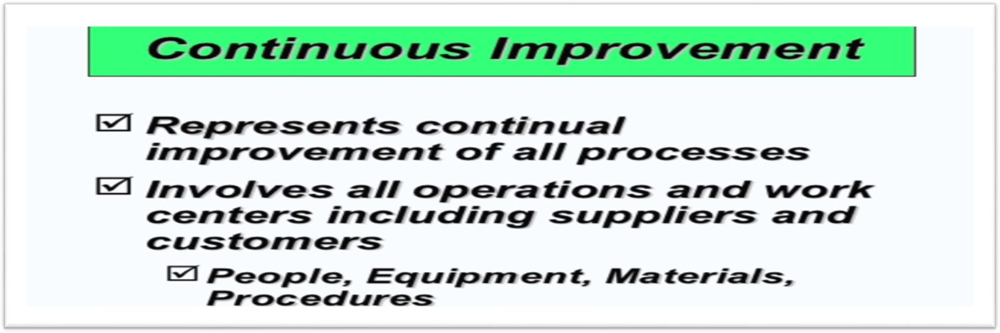 Continuous Improvement
Represents continual
improvement of all processes
Involves all operations and work
centers including suppliers and
customers
People, Equipment, Materials,
Procedures